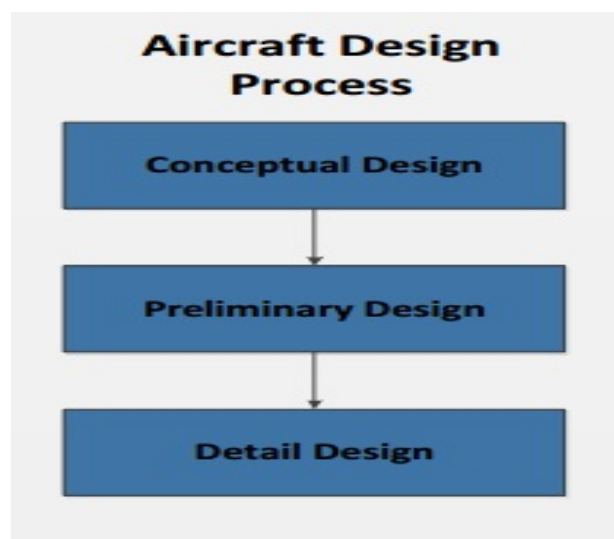 Aircraft Design
Process
Conceptual Design
Preliminary Design
Detail Design